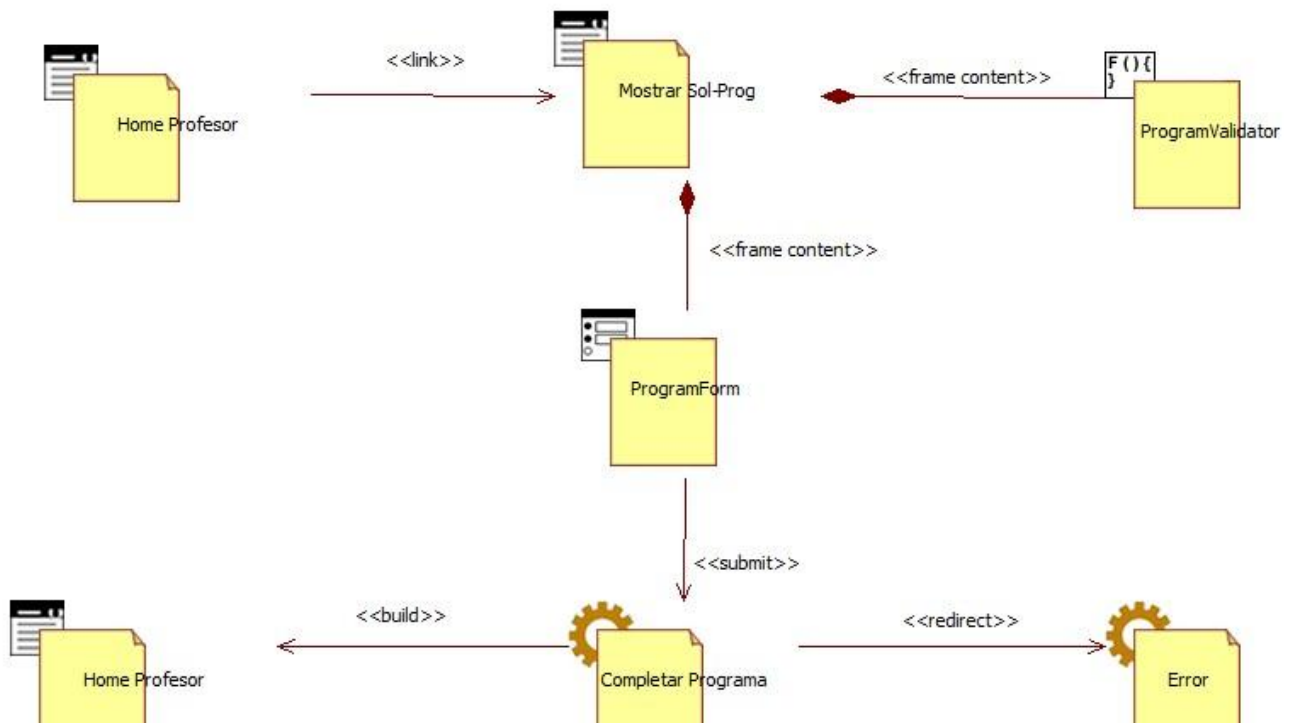 <<link>>
Home Profesor
Mostrar Sol-Prog
<<frame content>>
F(){
}
ProgramValidator
<<frame content>>
ProgramForm
<<submit>>
<<build>>
<<redirect>>
Home Profesor
Completar Programa
Error